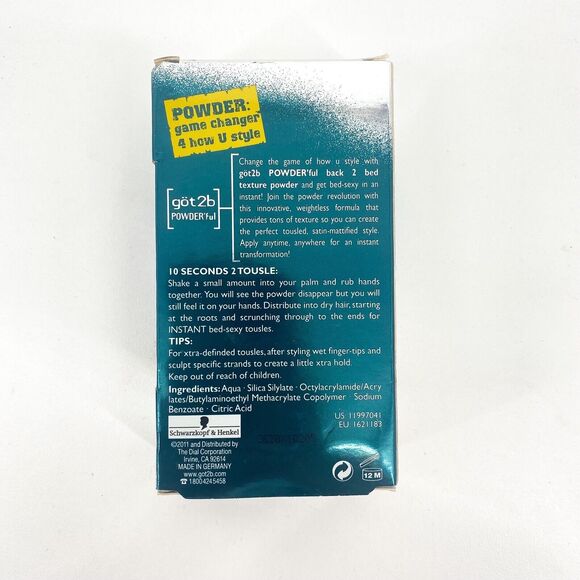 POWDER:
game changer
4 how U style
Change the game of how u style with
göt2b POWDER'ful back 2 bed
texture powder and get bed-sexy in
an instant! Join the powder revolution with
this innovative, weightless formula that
provides tons of texture so you can create
the perfect tousled, satin-mattified style.
Apply anytime, anywhere for an instant
transformation!
göt2b
POWDER'ful
10 SECONDS 2 TOUSLE:
Shake a small amount into your palm and rub hands
together. You will see the powder disappear but you will
still feel it on your hands. Distribute into dry hair, starting
at the roots and scrunching through to the ends for
INSTANT bed-sexy tousles.
TIPS:
For xtra-definded tousles, after styling wet finger-tips and
sculpt specific strands to create a little xtra hold.
Keep out of reach of children.
Ingredients: Aqua · Silica Silylate · Octylacrylamide/Acry
lates/Butylaminoethyl Methacrylate Copolymer · Sodium
Benzoate · Citric Acid
US 11997041
EU. 1621183
Schwarzkopf & Henkel
©2011 and Distributed by
The Dial Corporation
Irvine, CA 92614
MADE IN GERMANY
www.got2b.com
☎ 18004245458
12 M